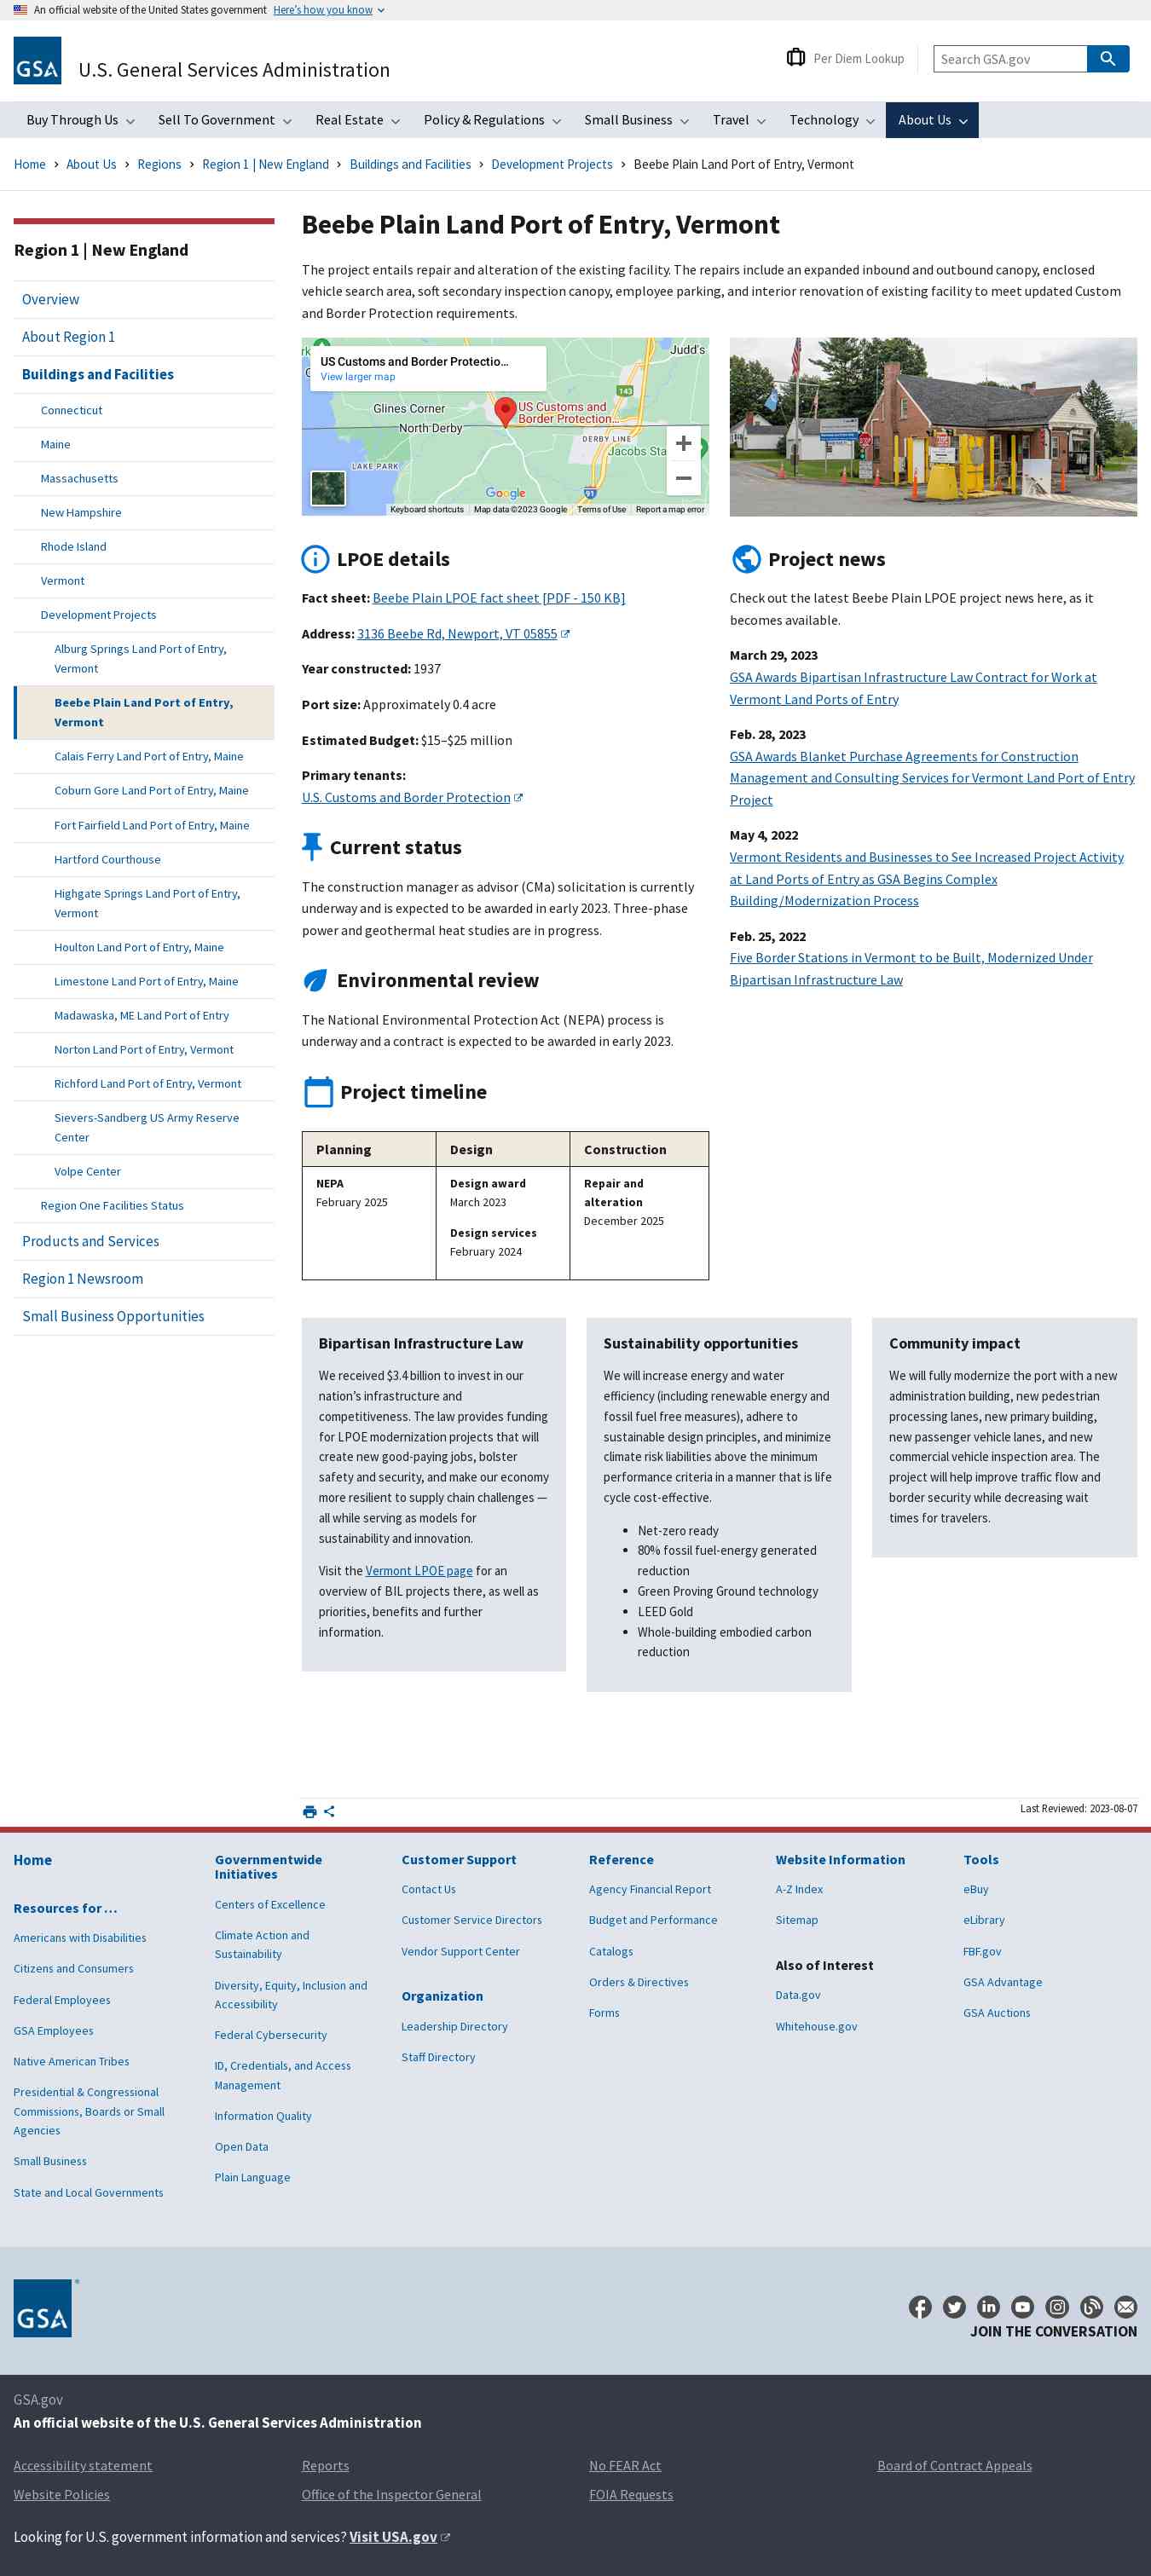 An official website of the United States government Here's how you know
GSA
U.S. General Services Administration
Per Diem Lookup
Search GSA.gov
Buy Through Us
Sell To Government
Real Estate
Policy & Regulations
Small Business
Travel
Technology
About Us
Home > About Us > Regions > Region 1 | New England > Buildings and Facilities > Development Projects > Beebe Plain Land Port of Entry, Vermont
Region 1 | New England
Overview
About Region 1
Buildings and Facilities
Connecticut
Maine
Massachusetts
New Hampshire
Rhode Island
Vermont
Development Projects
Alburg Springs Land Port of Entry,
Vermont
Beebe Plain Land Port of Entry,
Vermont
Calais Ferry Land Port of Entry, Maine
Coburn Gore Land Port of Entry, Maine
Fort Fairfield Land Port of Entry, Maine
Hartford Courthouse
Highgate Springs Land Port of Entry,
Vermont
Houlton Land Port of Entry, Maine
Limestone Land Port of Entry, Maine
Madawaska, ME Land Port of Entry
Norton Land Port of Entry, Vermont
Richford Land Port of Entry, Vermont
Sievers-Sandberg US Army Reserve
Center
Volpe Center
Region One Facilities Status
Products and Services
Region 1 Newsroom
Small Business Opportunities
Beebe Plain Land Port of Entry, Vermont
The project entails repair and alteration of the existing facility. The repairs include an expanded inbound and outbound canopy, enclosed
vehicle search area, soft secondary inspection canopy, employee parking, and interior renovation of existing facility to meet updated Custom
and Border Protection requirements.
US Customs and Border Protectio...
View larger map
Judd's
143
Glines Corner
North Derby
US Customs and
Border Protection...
DERBY LINE
Jacobs Sta
LAKE PARK
Google
91
Keyboard shortcuts
Map data ©2023 Google
Terms of Use
Report a map error
LPOE details
Fact sheet: Beebe Plain LPOE fact sheet [PDF - 150 KB]
Address: 3136 Beebe Rd, Newport, VT 05855
Year constructed: 1937
Port size: Approximately 0.4 acre
Estimated Budget: $15–$25 million
Primary tenants:
U.S. Customs and Border Protection
Current status
The construction manager as advisor (CMa) solicitation is currently
underway and is expected to be awarded in early 2023. Three-phase
power and geothermal heat studies are in progress.
Environmental review
The National Environmental Protection Act (NEPA) process is
underway and a contract is expected to be awarded in early 2023.
Project timeline
Planning
Design
Construction
NEPA
February 2025
Design award
March 2023
Design services
February 2024
Repair and
alteration
December 2025
Project news
Check out the latest Beebe Plain LPOE project news here, as it
becomes available.
March 29, 2023
GSA Awards Bipartisan Infrastructure Law Contract for Work at
Vermont Land Ports of Entry
Feb. 28, 2023
GSA Awards Blanket Purchase Agreements for Construction
Management and Consulting Services for Vermont Land Port of Entry
Project
May 4, 2022
Vermont Residents and Businesses to See Increased Project Activity
at Land Ports of Entry as GSA Begins Complex
Building/Modernization Process
Feb. 25, 2022
Five Border Stations in Vermont to be Built, Modernized Under
Bipartisan Infrastructure Law
Bipartisan Infrastructure Law
We received $3.4 billion to invest in our
nation's infrastructure and
competitiveness. The law provides funding
for LPOE modernization projects that will
create new good-paying jobs, bolster
safety and security, and make our economy
more resilient to supply chain challenges —
all while serving as models for
sustainability and innovation.
Visit the Vermont LPOE page for an
overview of BIL projects there, as well as
priorities, benefits and further
information.
Sustainability opportunities
We will increase energy and water
efficiency (including renewable energy and
fossil fuel free measures), adhere to
sustainable design principles, and minimize
climate risk liabilities above the minimum
performance criteria in a manner that is life
cycle cost-effective.
• Net-zero ready
• 80% fossil fuel-energy generated
reduction
• Green Proving Ground technology
• LEED Gold
• Whole-building embodied carbon
reduction
Community impact
We will fully modernize the port with a new
administration building, new pedestrian
processing lanes, new primary building,
new passenger vehicle lanes, and new
commercial vehicle inspection area. The
project will help improve traffic flow and
border security while decreasing wait
times for travelers.
Last Reviewed: 2023-08-07
Home
Resources for …
Americans with Disabilities
Citizens and Consumers
Federal Employees
GSA Employees
Native American Tribes
Presidential & Congressional
Commissions, Boards or Small
Agencies
Small Business
State and Local Governments
Governmentwide
Initiatives
Centers of Excellence
Climate Action and
Sustainability
Diversity, Equity, Inclusion and
Accessibility
Federal Cybersecurity
ID, Credentials, and Access
Management
Information Quality
Open Data
Plain Language
Customer Support
Contact Us
Customer Service Directors
Vendor Support Center
Organization
Leadership Directory
Staff Directory
Reference
Agency Financial Report
Budget and Performance
Catalogs
Orders & Directives
Forms
Website Information
A-Z Index
Sitemap
Also of Interest
Data.gov
Whitehouse.gov
Tools
eBuy
eLibrary
FBF.gov
GSA Advantage
GSA Auctions
GSA
JOIN THE CONVERSATION
GSA.gov
An official website of the U.S. General Services Administration
Accessibility statement
Reports
No FEAR Act
Board of Contract Appeals
Website Policies
Office of the Inspector General
FOIA Requests
Looking for U.S. government information and services? Visit USA.gov